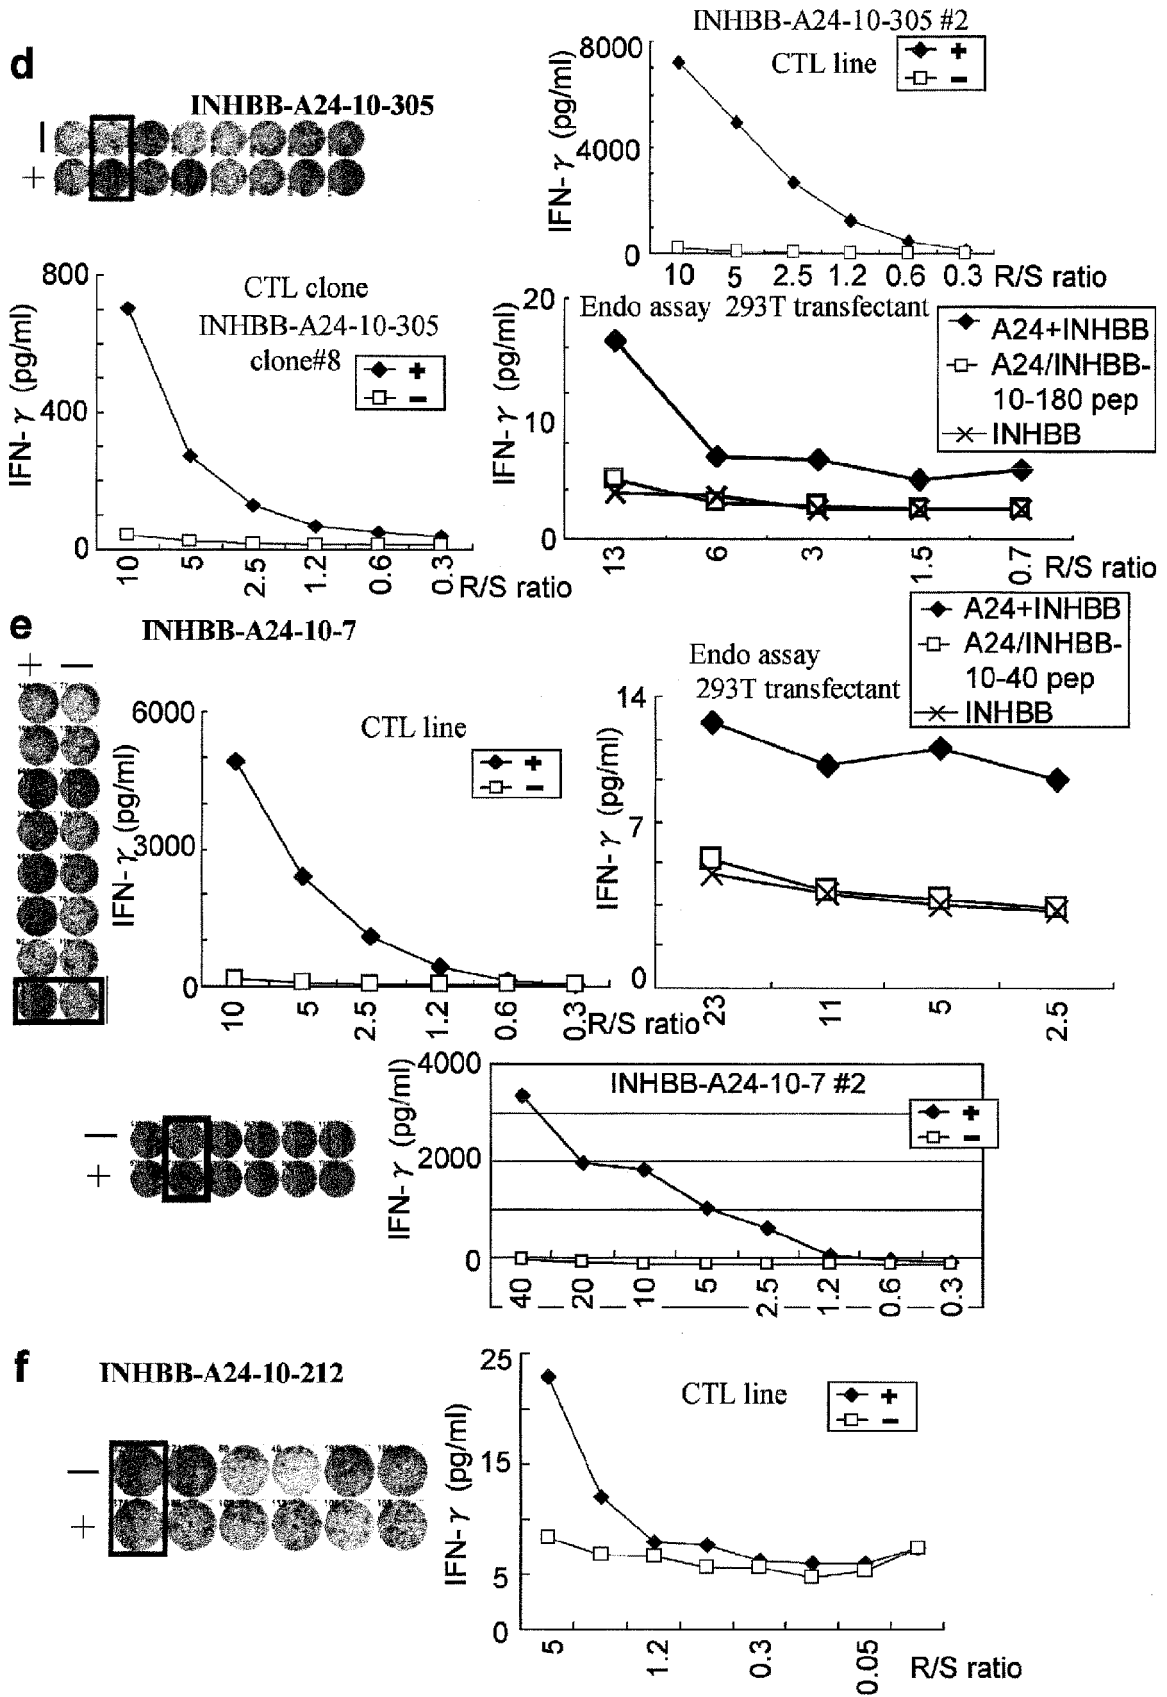 d
INHBB-A24-10-305
−
+
INHBB-A24-10-305 #2
CTL line
+
−
IFN-γ (pg/ml)
8000
4000
0
10 5 2.5 1.2 0.6 0.3 R/S ratio
CTL clone
INHBB-A24-10-305
clone#8
+
−
IFN-γ (pg/ml)
800
400
0
10 5 2.5 1.2 0.6 0.3 R/S ratio
Endo assay 293T transfectant
A24+INHBB
A24/INHBB-
10-180 pep
INHBB
IFN-γ (pg/ml)
20
10
0
13 6 3 1.5 0.7 R/S ratio
e
INHBB-A24-10-7
+ −
CTL line
+
−
IFN-γ (pg/ml)
6000
3000
0
10 5 2.5 1.2 0.6 0.3 R/S ratio
Endo assay
293T transfectant
A24+INHBB
A24/INHBB-
10-40 pep
INHBB
IFN-γ (pg/ml)
14
7
0
23 11 5 2.5
−
+
INHBB-A24-10-7 #2
+
−
IFN-γ (pg/ml)
4000
2000
0
40 20 10 5 2.5 1.2 0.6 0.3
f
INHBB-A24-10-212
−
+
CTL line
+
−
IFN-γ (pg/ml)
25
15
5
0
5 1.2 0.3 0.05 R/S ratio